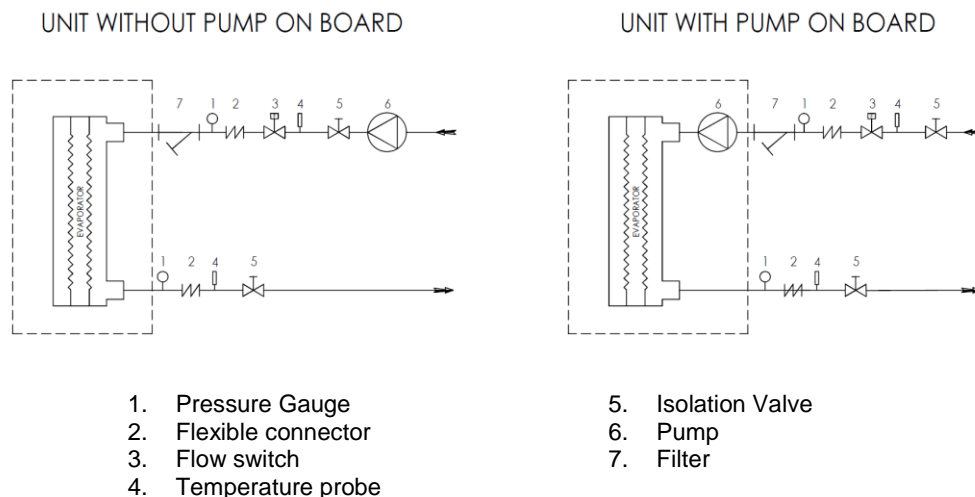 UNIT WITHOUT PUMP ON BOARD
UNIT WITH PUMP ON BOARD
7 1 2 3 4 5 6
EVAPORATOR
1 2 4 5
6 7 1 2 3 4 5
EVAPORATOR
1 2 4 5
1. Pressure Gauge
2. Flexible connector
3. Flow switch
4. Temperature probe
5. Isolation Valve
6. Pump
7. Filter